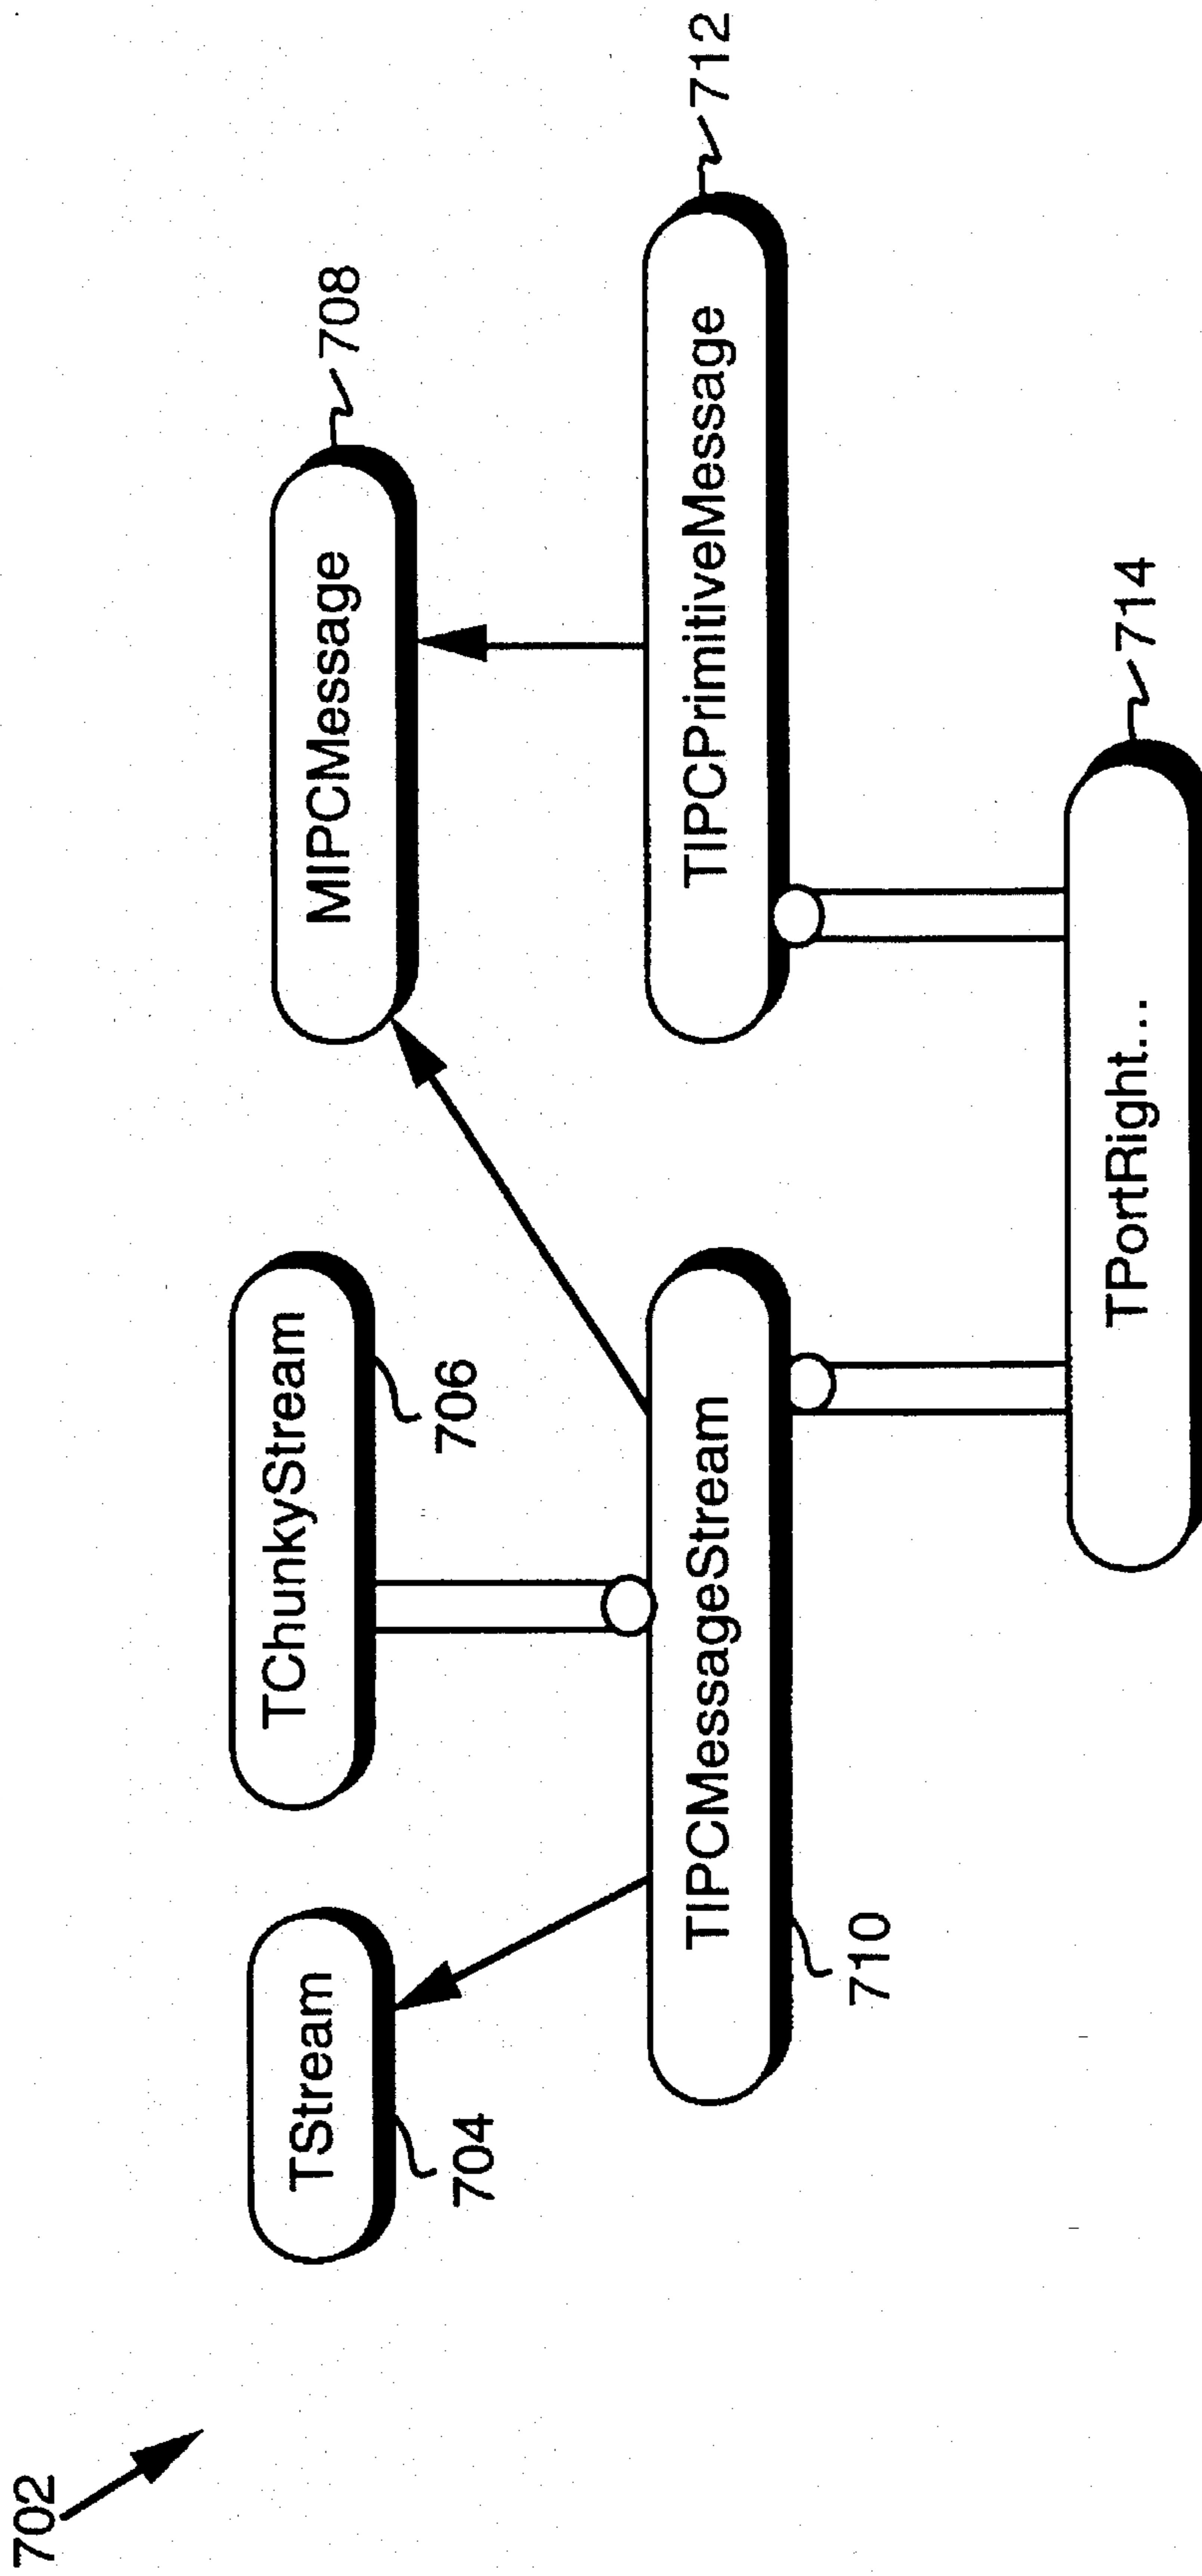 702
TStream
704
TChunkyStream
706
MIPCMessage
708
TIPCMessageStream
710
TIPCPrimitiveMessage
712
TPortRight...
714